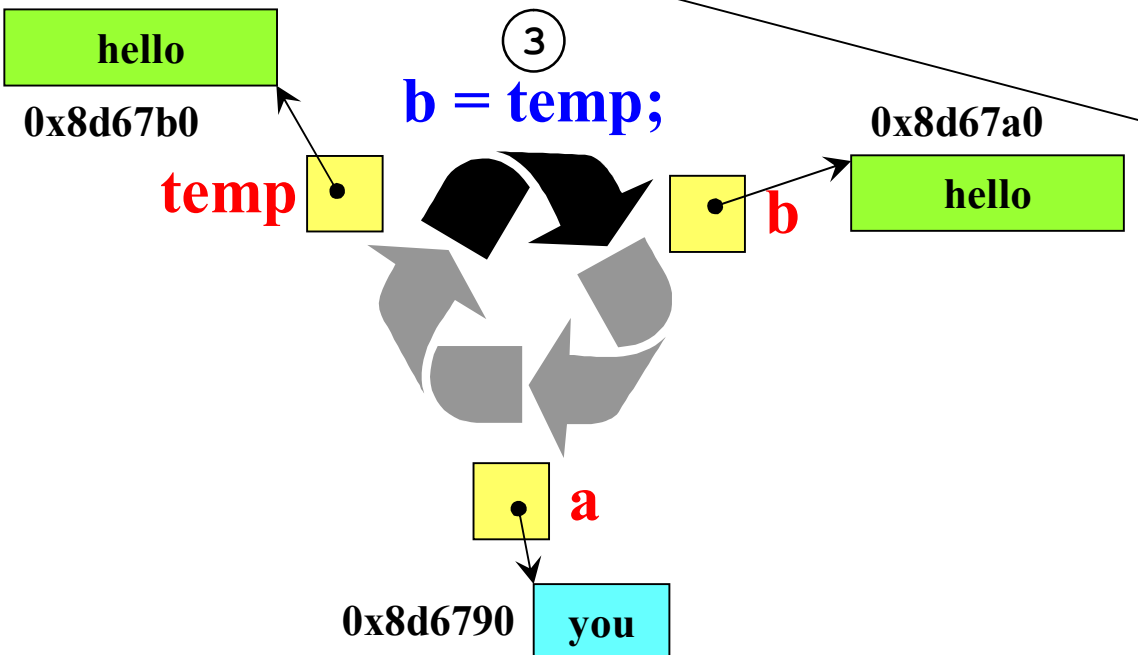 3
hello
b = temp;
0x8d67b0
0x8d67a0
temp
b
hello
a
0x8d6790
you